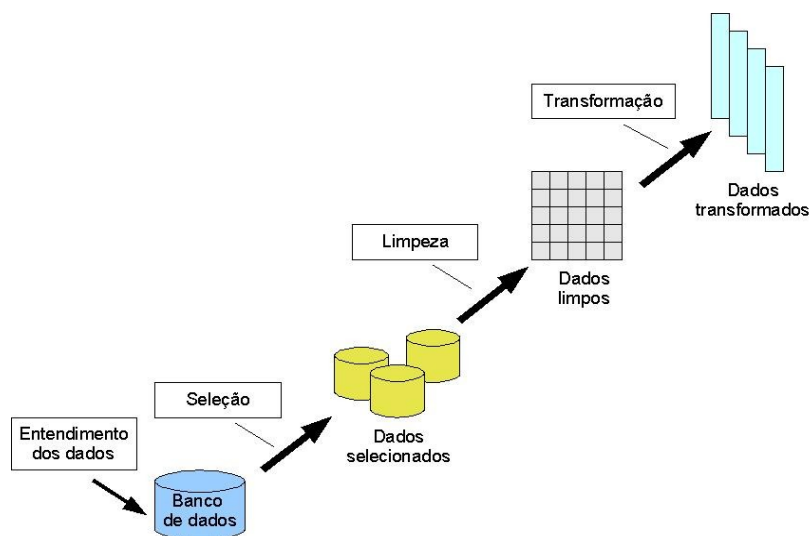 Transformação
Dados
transformados
Limpeza
Dados
limpos
Seleção
Dados
selecionados
Entendimento
dos dados
Banco
de dados